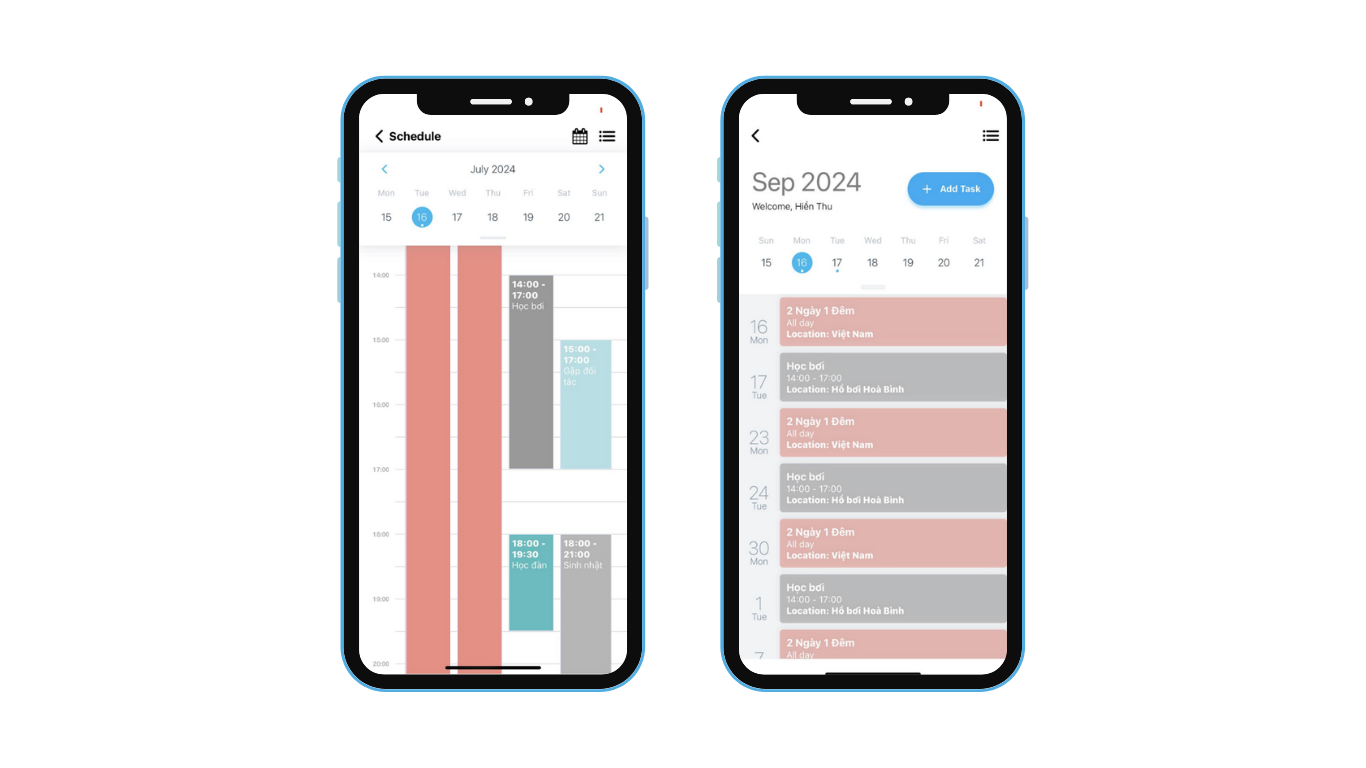 Schedule
July 2024
Mon Tue Wed Thu Fri Sat Sun
15 16 17 18 19 20 21
14:00
14:00 -
17:00
Học bơi
15:00
15:00 -
17:00
Gặp đối
tác
16:00
17:00
18:00
18:00 -
19:30
Học đàn
18:00 -
21:00
Sinh nhật
19:00
20:00
Sep 2024
+ Add Task
Welcome, Hiền Thu
Sun Mon Tue Wed Thu Fri Sat
15 16 17 18 19 20 21
16
Mon
2 Ngày 1 Đêm
All day
Location: Việt Nam
17
Tue
Học bơi
14:00 - 17:00
Location: Hồ bơi Hoà Bình
23
Mon
2 Ngày 1 Đêm
All day
Location: Việt Nam
24
Tue
Học bơi
14:00 - 17:00
Location: Hồ bơi Hoà Bình
30
Mon
2 Ngày 1 Đêm
All day
Location: Việt Nam
1
Tue
Học bơi
14:00 - 17:00
Location: Hồ bơi Hoà Bình
7
2 Ngày 1 Đêm
All day